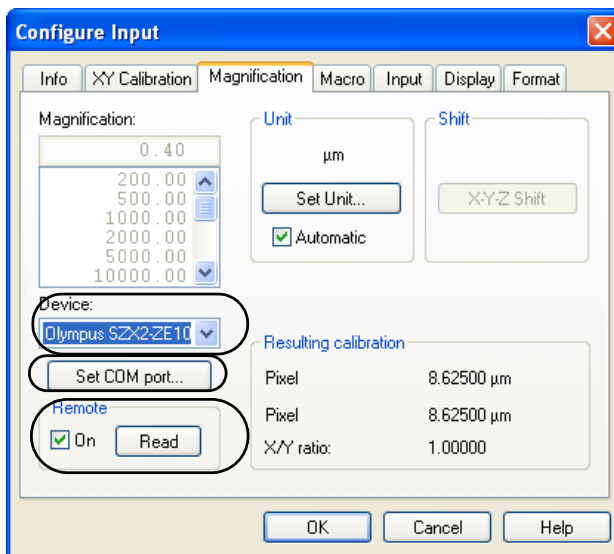 Configure Input
Info XY Calibration Magnification Macro Input Display Format
Magnification:
0.40
200.00
500.00
1000.00
2000.00
5000.00
10000.00
Device:
Olympus SZX2-ZE10
Set COM port...
Remote
On Read
Unit
µm
Set Unit...
Automatic
Shift
X-Y-Z Shift
Resulting calibration
Pixel 8.62500 µm
Pixel 8.62500 µm
X/Y ratio: 1.00000
OK Cancel Help